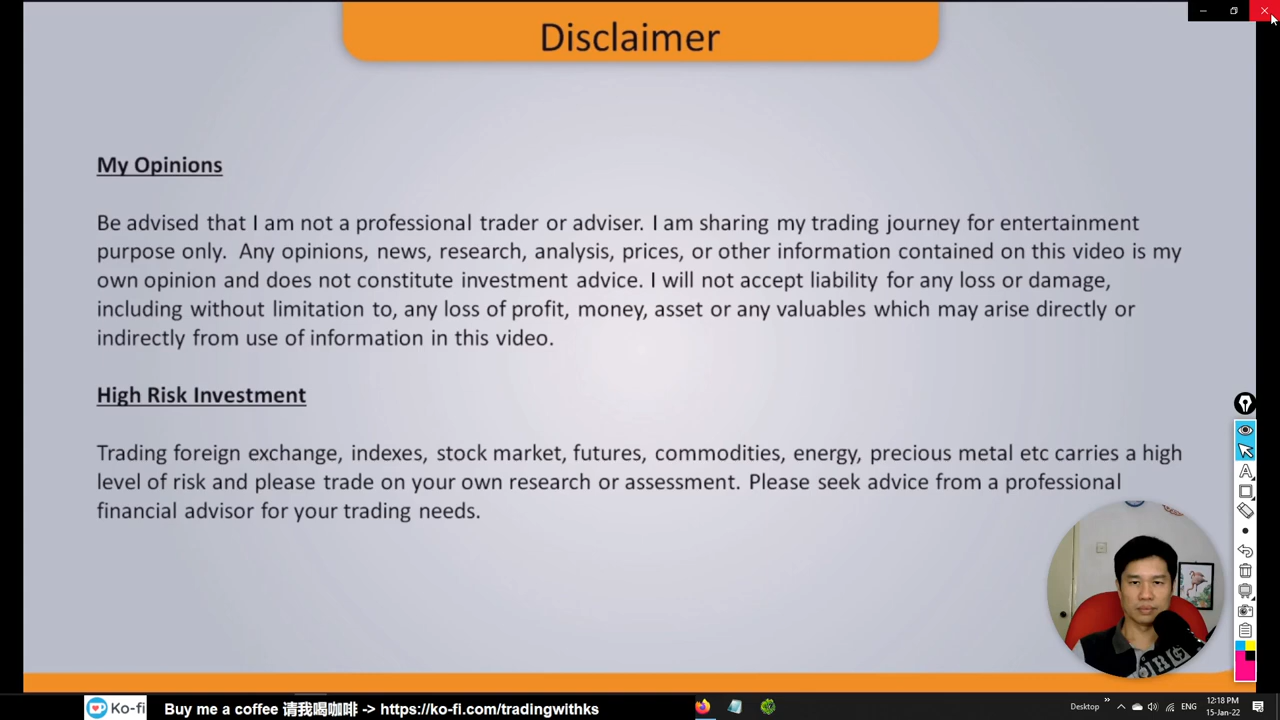 Disclaimer
My Opinions
Be advised that I am not a professional trader or adviser. I am sharing my trading journey for entertainment
purpose only.  Any opinions, news, research, analysis, prices, or other information contained on this video is my
own opinion and does not constitute investment advice. I will not accept liability for any loss or damage,
including without limitation to, any loss of profit, money, asset or any valuables which may arise directly or
indirectly from use of information in this video.
High Risk Investment
Trading foreign exchange, indexes, stock market, futures, commodities, energy, precious metal etc carries a high
level of risk and please trade on your own research or assessment. Please seek advice from a professional
financial advisor for your trading needs.
Ko-fi
Buy me a coffee 请我喝咖啡 -> https://ko-fi.com/tradingwithks
Desktop
ENG
12:18 PM
15-Jan-22